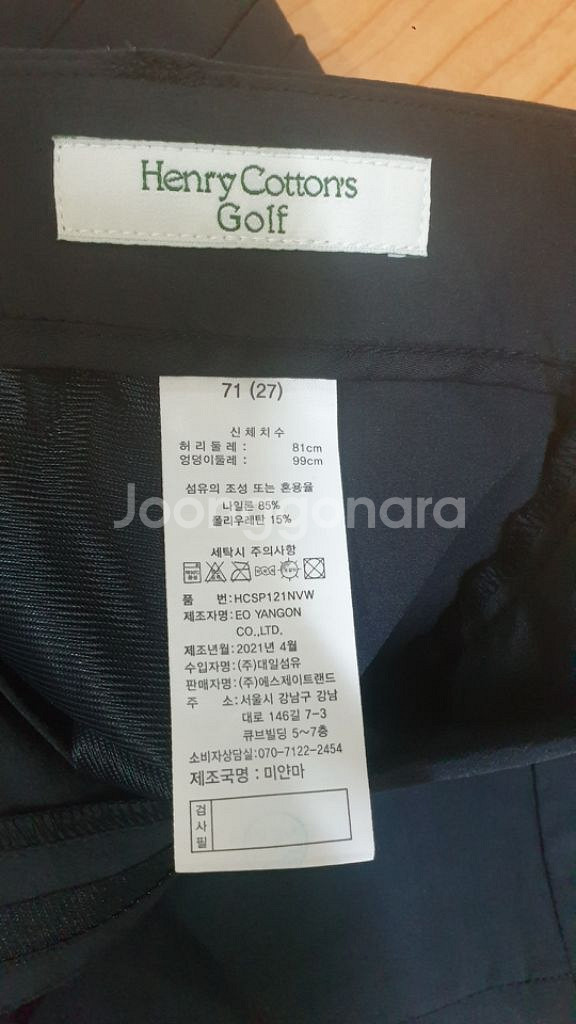 Henry Cotton's
Golf
71 (27)
신체치수
허리둘레 : 81cm
엉덩이둘레 : 99cm
섬유의 조성 또는 혼용율
나일론 85%
폴리우레탄 15%
Joonggonara
세탁시 주의사항
품 번:HCSP121NVW
제조자명:EO YANGON
CO.,LTD.
제조년월:2021년 4월
수입자명:(주)대일섬유
판매자명:(주)에스제이트랜드
주 소:서울시 강남구 강남
대로 146길 7-3
큐브빌딩 5~7층
소비자상담실:070-7122-2454
제조국명 : 미얀마
검사필